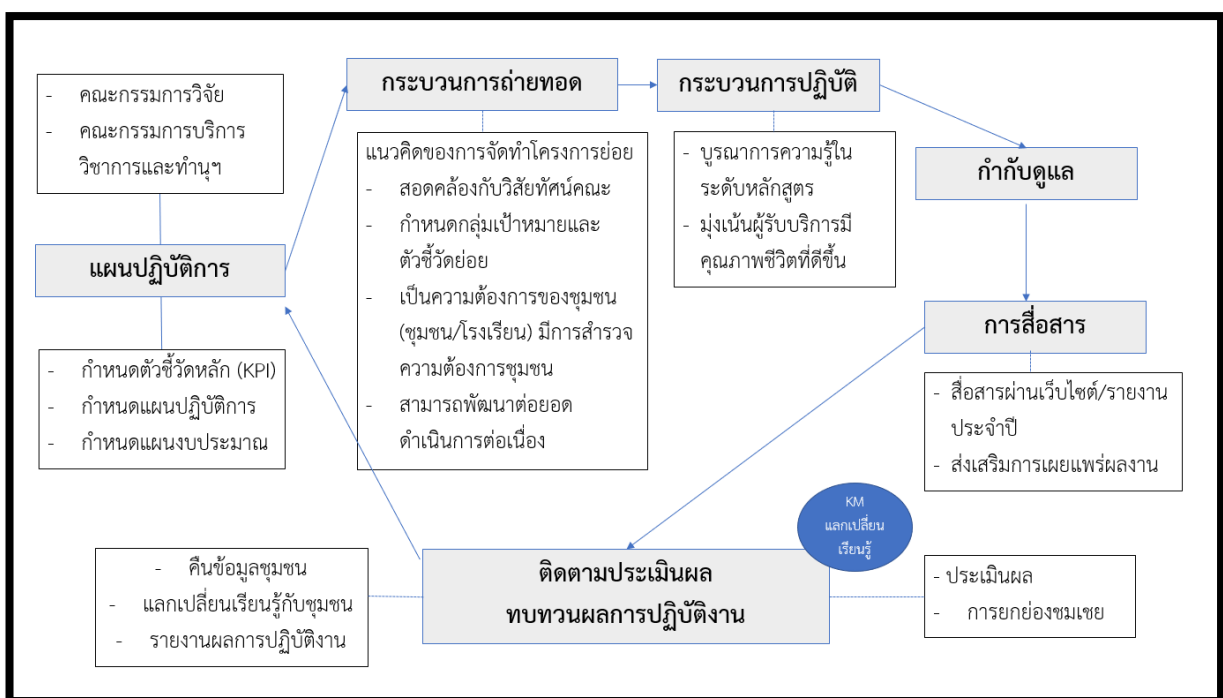 - คณะกรรมการวิจัย
- คณะกรรมการบริการ
วิชาการและทำนุฯ
แผนปฏิบัติการ
- กำหนดตัวชี้วัดหลัก (KPI)
- กำหนดแผนปฏิบัติการ
- กำหนดแผนงบประมาณ
กระบวนการถ่ายทอด
แนวคิดของการจัดทำโครงการย่อย
- สอดคล้องกับวิสัยทัศน์คณะ
- กำหนดกลุ่มเป้าหมายและ
ตัวชี้วัดย่อย
- เป็นความต้องการของชุมชน
(ชุมชน/โรงเรียน) มีการสำรวจ
ความต้องการชุมชน
- สามารถพัฒนาต่อยอด
ดำเนินการต่อเนื่อง
กระบวนการปฏิบัติ
- บูรณาการความรู้ใน
ระดับหลักสูตร
- มุ่งเน้นผู้รับบริการมี
คุณภาพชีวิตที่ดีขึ้น
กำกับดูแล
การสื่อสาร
- สื่อสารผ่านเว็บไซต์/รายงาน
ประจำปี
- ส่งเสริมการเผยแพร่ผลงาน
KM
แลกเปลี่ยน
เรียนรู้
ติดตามประเมินผล
ทบทวนผลการปฏิบัติงาน
- คืนข้อมูลชุมชน
- แลกเปลี่ยนเรียนรู้กับชุมชน
- รายงานผลการปฏิบัติงาน
- ประเมินผล
- การยกย่องชมเชย